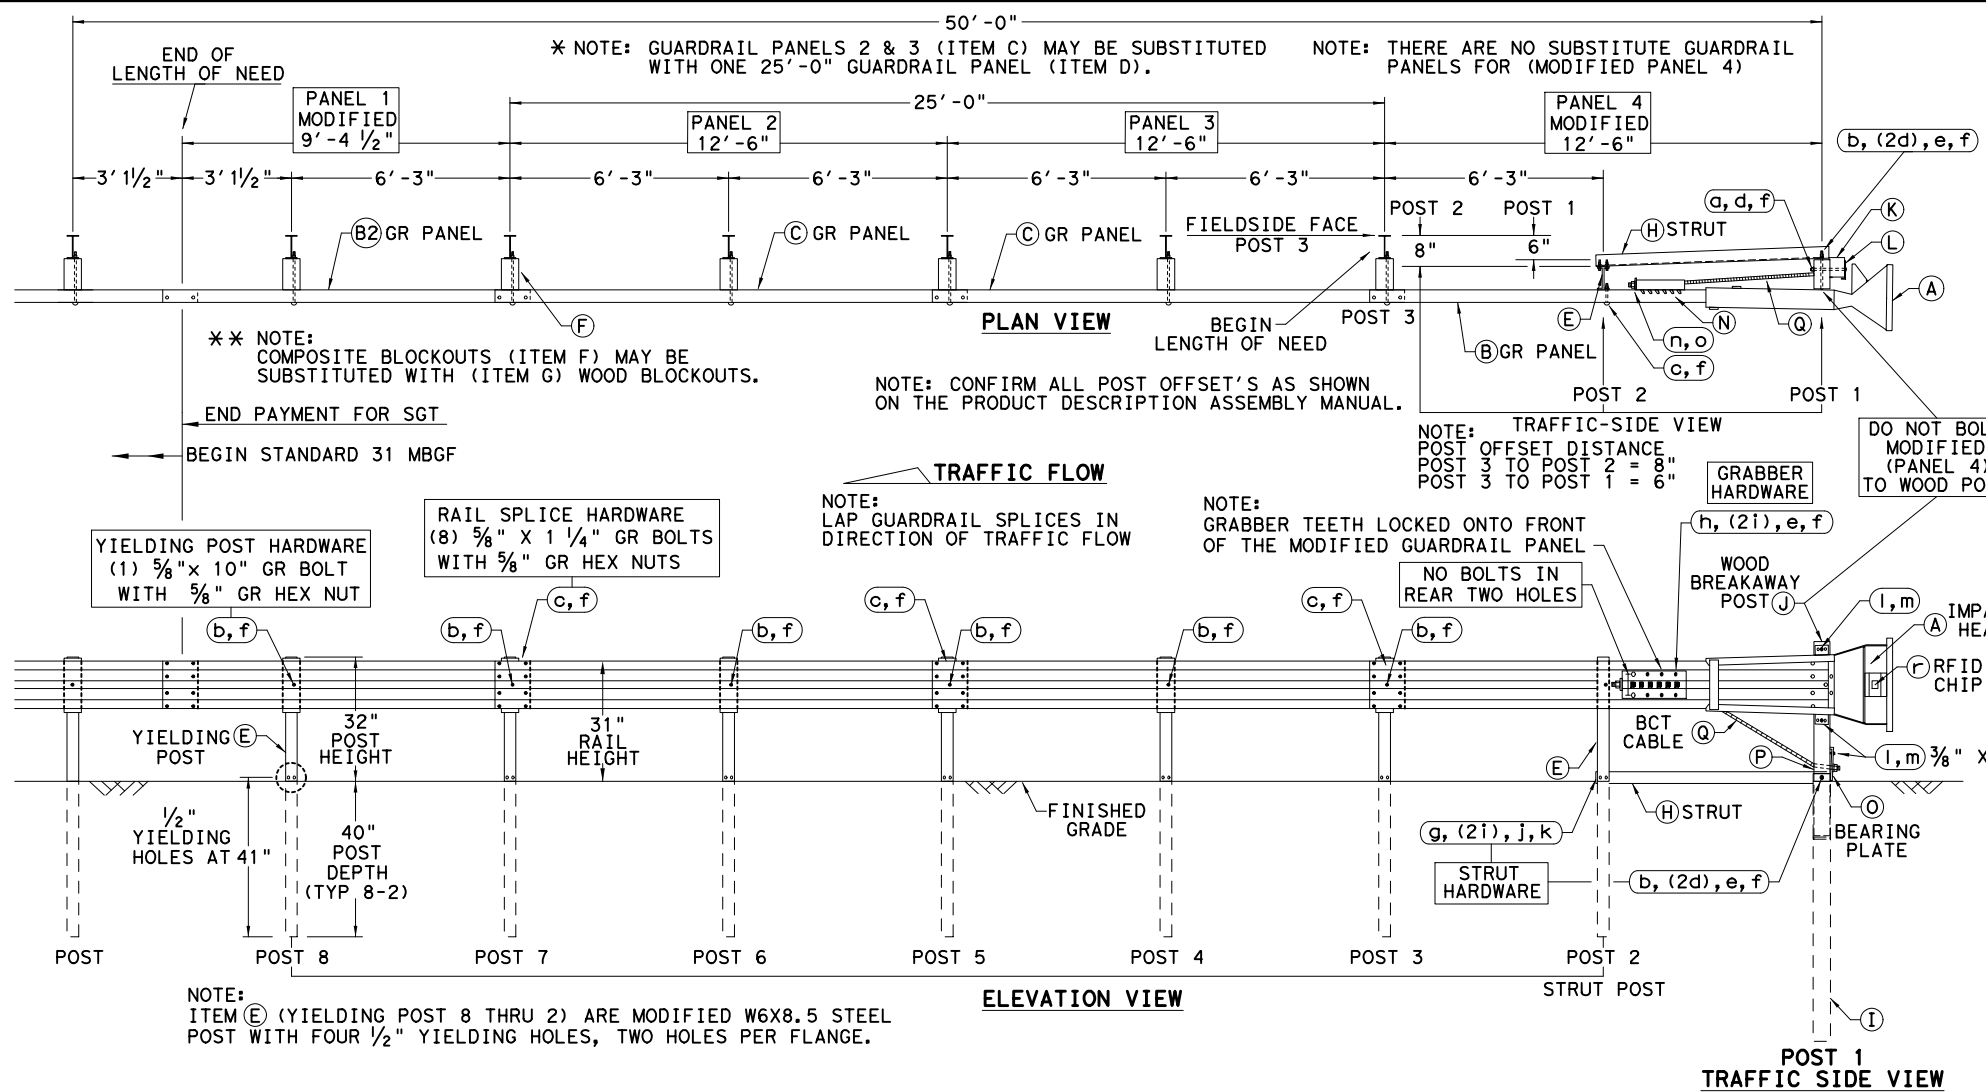 50'-0"
* NOTE: GUARDRAIL PANELS 2 & 3 (ITEM C) MAY BE SUBSTITUTED
WITH ONE 25'-0" GUARDRAIL PANEL (ITEM D).
NOTE: THERE ARE NO SUBSTITUTE GUARDRAIL
PANELS FOR (MODIFIED PANEL 4)
END OF
LENGTH OF NEED
25'-0"
PANEL 1
MODIFIED
9'-4 1/2"
PANEL 2
12'-6"
PANEL 3
12'-6"
PANEL 4
MODIFIED
12'-6"
b, (2d), e, f
3' 1 1/2"
3' 1 1/2"
6'-3"
6'-3"
6'-3"
6'-3"
6'-3"
6'-3"
B2 GR PANEL
C GR PANEL
C GR PANEL
FIELDSIDE FACE
POST 3
POST 2
8"
POST 1
6"
H STRUT
a, d, f
K
L
A
F
PLAN VIEW
BEGIN
LENGTH OF NEED
POST 3
B GR PANEL
E
N
Q
n, o
c, f
POST 2
POST 1
** NOTE:
COMPOSITE BLOCKOUTS (ITEM F) MAY BE
SUBSTITUTED WITH (ITEM G) WOOD BLOCKOUTS.
NOTE: CONFIRM ALL POST OFFSET'S AS SHOWN
ON THE PRODUCT DESCRIPTION ASSEMBLY MANUAL.
END PAYMENT FOR SGT
BEGIN STANDARD 31 MBGF
TRAFFIC-SIDE VIEW
NOTE:
POST OFFSET DISTANCE
POST 3 TO POST 2 = 8"
POST 3 TO POST 1 = 6"
DO NOT BOL
MODIFIED
(PANEL 4)
TO WOOD PO
TRAFFIC FLOW
NOTE:
LAP GUARDRAIL SPLICES IN
DIRECTION OF TRAFFIC FLOW
NOTE:
GRABBER TEETH LOCKED ONTO FRONT
OF THE MODIFIED GUARDRAIL PANEL
GRABBER
HARDWARE
h, (2i), e, f
YIELDING POST HARDWARE
(1) 5/8"x 10" GR BOLT
WITH 5/8" GR HEX NUT
RAIL SPLICE HARDWARE
(8) 5/8" X 1 1/4" GR BOLTS
WITH 5/8" GR HEX NUTS
NO BOLTS IN
REAR TWO HOLES
WOOD
BREAKAWAY
POST J
b, f
b, f
c, f
b, f
c, f
b, f
b, f
c, f
b, f
l, m
A IMPA
HEA
r RFID
CHIP
YIELDING E
POST
32"
POST
HEIGHT
31"
RAIL
HEIGHT
BCT
CABLE Q
E
P
l, m 3/8" X
1/2"
YIELDING
HOLES AT 41"
40"
POST
DEPTH
(TYP 8-2)
FINISHED
GRADE
H STRUT
O
BEARING
PLATE
g, (2i), j, k
STRUT
HARDWARE
b, (2d), e, f
POST
POST 8
POST 7
POST 6
POST 5
POST 4
POST 3
POST 2
STRUT POST
I
NOTE:
ITEM E (YIELDING POST 8 THRU 2) ARE MODIFIED W6X8.5 STEEL
POST WITH FOUR 1/2" YIELDING HOLES, TWO HOLES PER FLANGE.
ELEVATION VIEW
POST 1
TRAFFIC SIDE VIEW